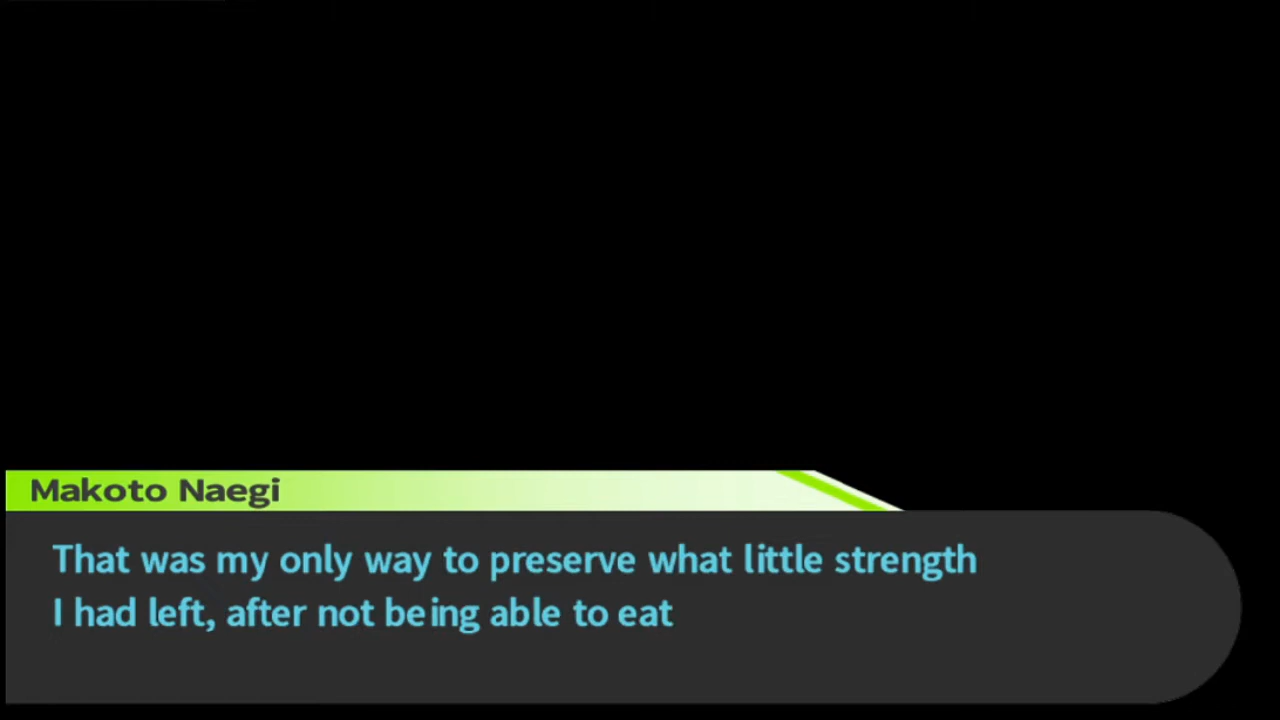 Makoto Naegi
That was my only way to preserve what little strength
I had left, after not being able to eat